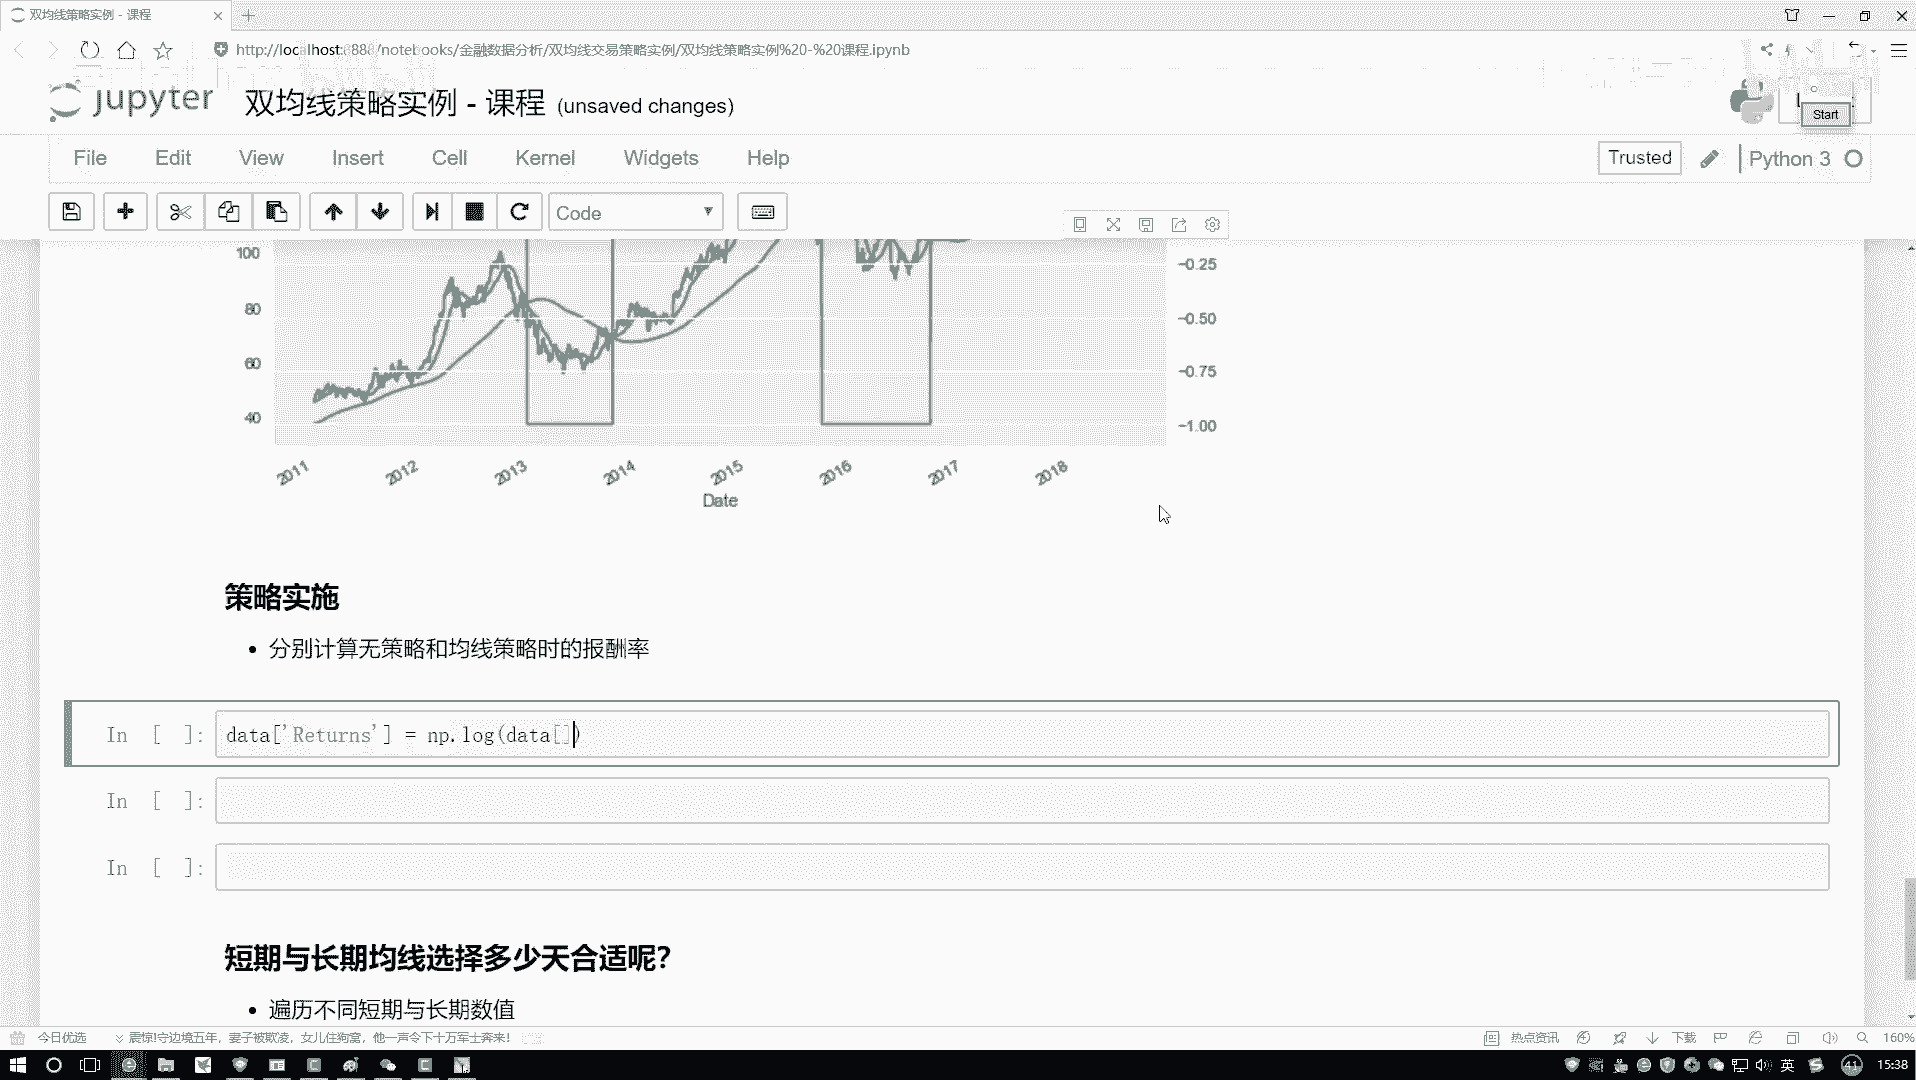 双均线策略实例 - 课程
http://localhost:888/notebooks/金融数据分析/双均线交易策略实例/双均线策略实例%20-%20课程.ipynb
jupyter 双均线策略实例 - 课程 (unsaved changes)
Start
File Edit View Insert Cell Kernel Widgets Help
Trusted
Python 3
Code
100
80
60
40
-0.25
-0.50
-0.75
-1.00
2011 2012 2013 2014 2015 2016 2017 2018
Date
策略实施
• 分别计算无策略和均线策略时的报酬率
In [ ]: data['Returns'] = np.log(data[])
In [ ]:
In [ ]:
短期与长期均线选择多少天合适呢?
• 遍历不同短期与长期数值
今日优选 震惊!守边境五年，妻子被欺凌，女儿住狗窝，他一声令下十万军士奔来!
热点资讯 下载 160%
英 41 15:38